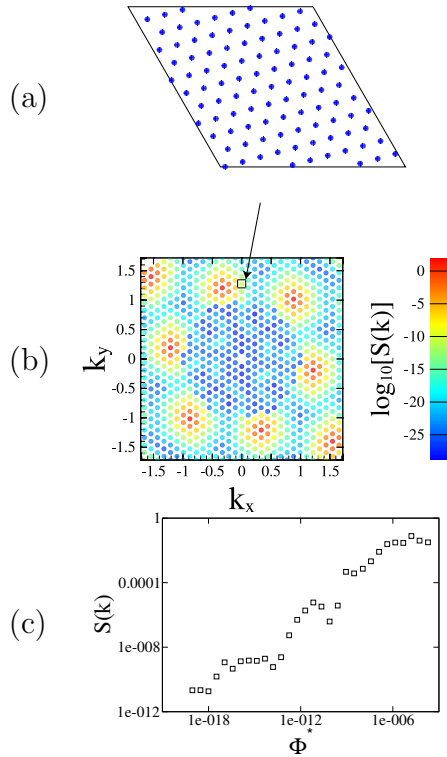 (a)
(b)
k_y
1.5
1
0.5
0
-0.5
-1
-1.5
-1.5 -1 -0.5 0 0.5 1 1.5
k_x
log₁₀[S(k)]
0
-5
-10
-15
-20
-25
(c)
S(k)
1
0.0001
1e-008
1e-012
1e-018 1e-012 1e-006
Φ*